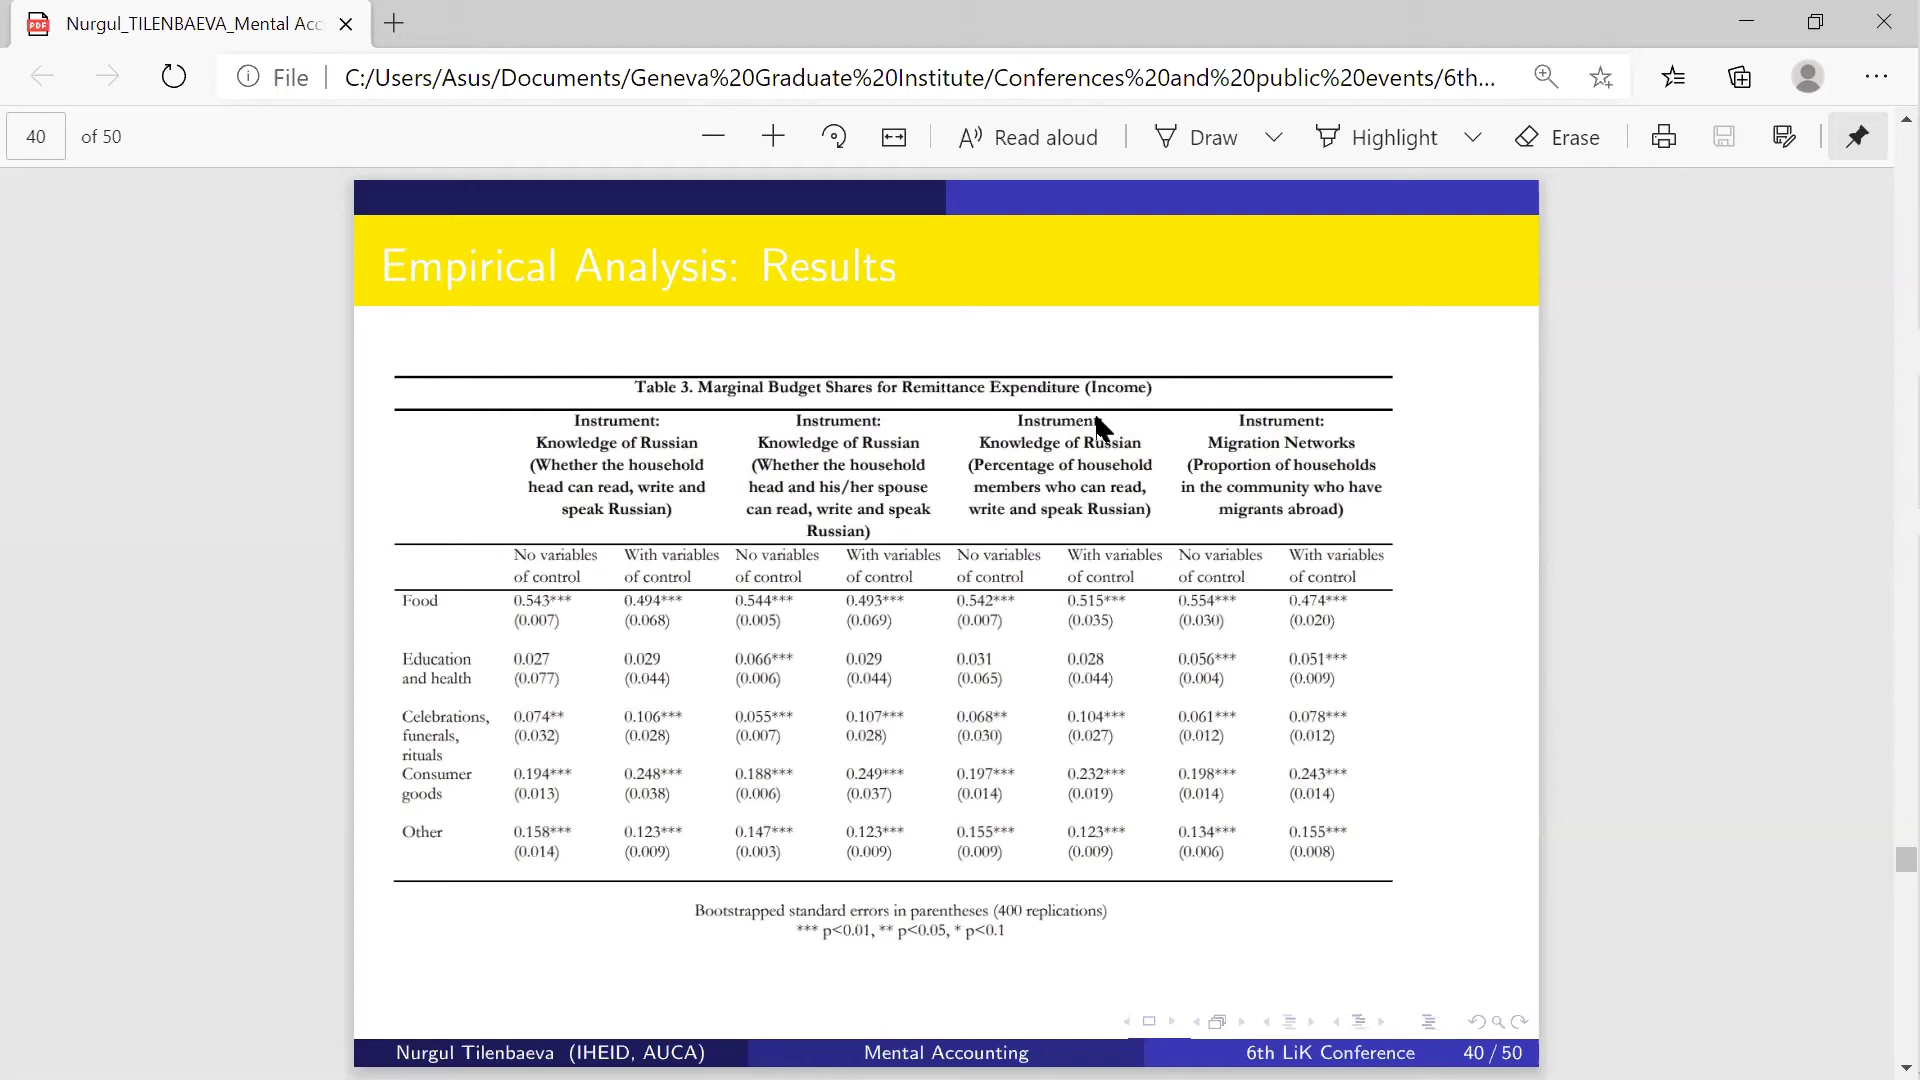 Nurgul_TILENBAEVA_Mental Acc
File
C:/Users/Asus/Documents/Geneva%20Graduate%20Institute/Conferences%20and%20public%20events/6th...
40 of 50
Read aloud
Draw
Highlight
Erase
Empirical Analysis: Results
Table 3. Marginal Budget Shares for Remittance Expenditure (Income)
Instrument: Instrument: Instrument: Instrument:
Knowledge of Russian Knowledge of Russian Knowledge of Russian Migration Networks
(Whether the household (Whether the household (Percentage of household (Proportion of households
head can read, write and head and his/her spouse members who can read, in the community who have
speak Russian) can read, write and speak write and speak Russian) migrants abroad)
Russian)
No variables With variables No variables With variables No variables With variables No variables With variables
of control of control of control of control of control of control of control of control
Food 0.543*** 0.494*** 0.544*** 0.493*** 0.542*** 0.515*** 0.554*** 0.474***
(0.007) (0.068) (0.005) (0.069) (0.007) (0.035) (0.030) (0.020)
Education 0.027 0.029 0.066*** 0.029 0.031 0.028 0.056*** 0.051***
and health (0.077) (0.044) (0.006) (0.044) (0.065) (0.044) (0.004) (0.009)
Celebrations, 0.074** 0.106*** 0.055*** 0.107*** 0.068** 0.104*** 0.061*** 0.078***
funerals, (0.032) (0.028) (0.007) 0.028) (0.030) (0.027) (0.012) (0.012)
rituals
Consumer 0.194*** 0.248*** 0.188*** 0.249*** 0.197*** 0.232*** 0.198*** 0.243***
goods (0.013) (0.038) (0.006) (0.037) (0.014) (0.019) (0.014) (0.014)
Other 0.158*** 0.123*** 0.147*** 0.123*** 0.155*** 0.123*** 0.134*** 0.155***
(0.014) (0.009) (0.003) (0.009) (0.009) (0.009) (0.006) (0.008)
Bootstrapped standard errors in parentheses (400 replications)
*** p<0.01, ** p<0.05, * p<0.1
Nurgul Tilenbaeva (IHEID, AUCA) Mental Accounting 6th LiK Conference 40 / 50